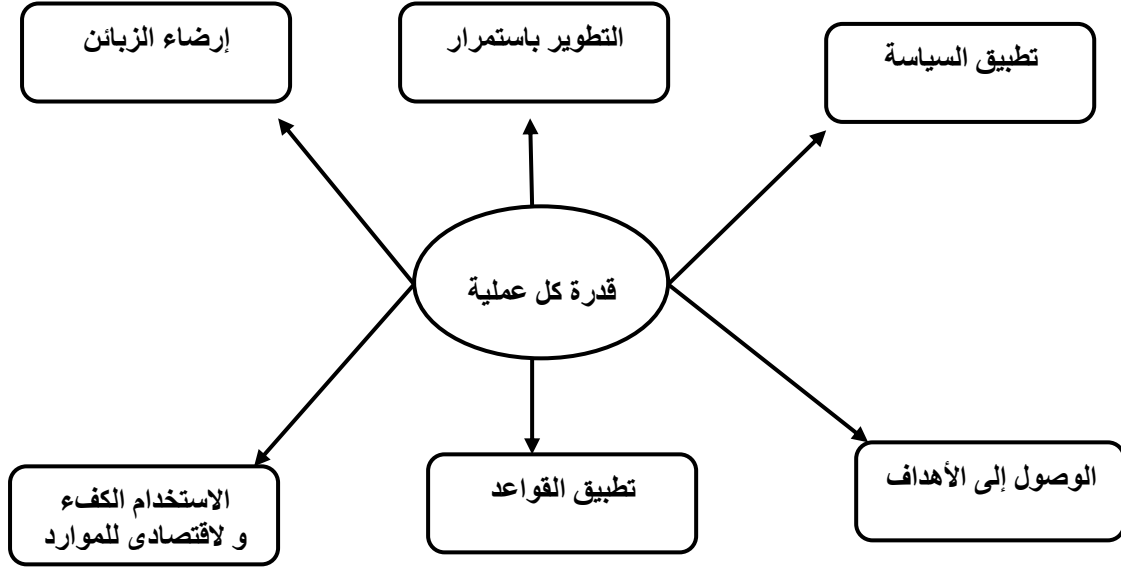 تطبيق السياسة
التطوير باستمرار
إرضاء الزبائن
قدرة كل عملية
الوصول إلى الأهداف
تطبيق القواعد
الاستخدام الكفء
و لاقتصادى للموارد